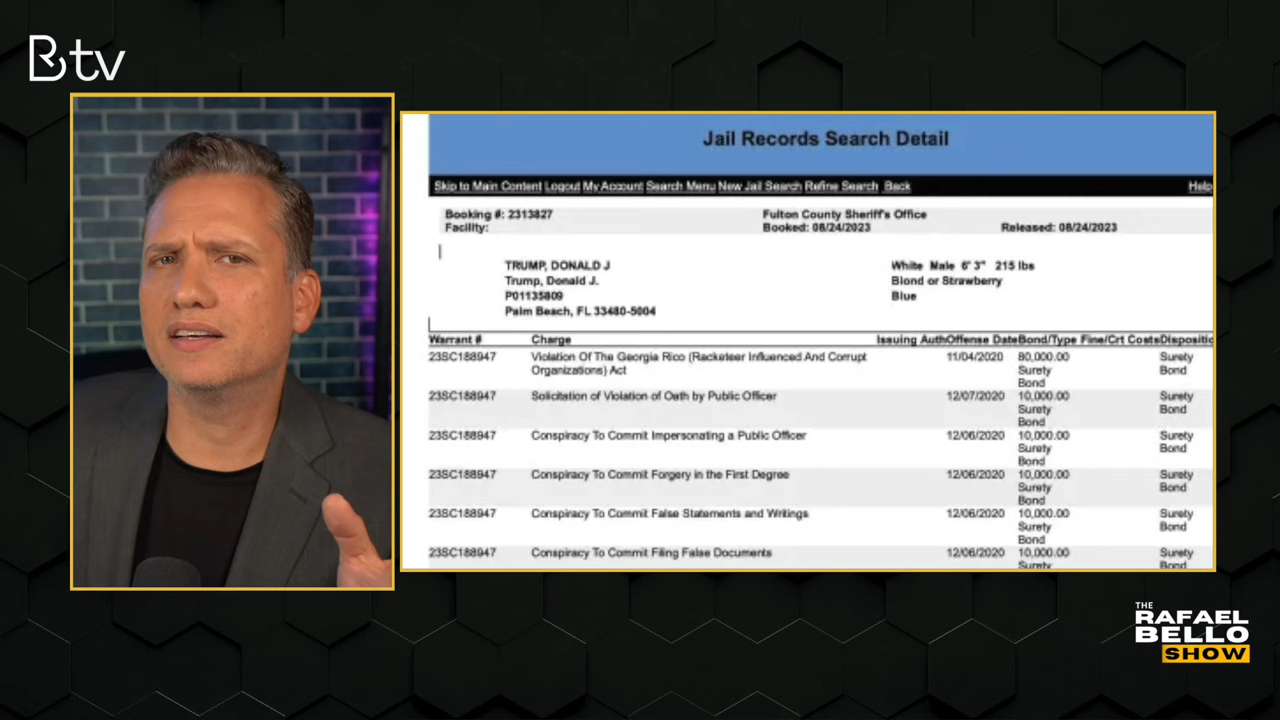 Btv
Jail Records Search Detail
Skip to Main Content Logout My Account Search Menu New Jail Search Refine Search Back Help
Booking #: 2313827 Fulton County Sheriff's Office
Facility: Booked: 08/24/2023 Released: 08/24/2023
TRUMP, DONALD J White Male 6' 3" 215 lbs
Trump, Donald J. Blond or Strawberry
P01135809 Blue
Palm Beach, FL 33480-5004
Warrant # Charge Issuing Auth Offense Date Bond/Type Fine/Crt Costs Dispositio
23SC188947 Violation Of The Georgia Rico (Racketeer Influenced And Corrupt 11/04/2020 80,000.00 Surety
Organizations) Act Surety Bond
Bond
23SC188947 Solicitation of Violation of Oath by Public Officer 12/07/2020 10,000.00 Surety
Surety Bond
Bond
23SC188947 Conspiracy To Commit Impersonating a Public Officer 12/06/2020 10,000.00 Surety
Surety Bond
Bond
23SC188947 Conspiracy To Commit Forgery in the First Degree 12/06/2020 10,000.00 Surety
Surety Bond
Bond
23SC188947 Conspiracy To Commit False Statements and Writings 12/06/2020 10,000.00 Surety
Surety Bond
Bond
23SC188947 Conspiracy To Commit Filing False Documents 12/06/2020 10,000.00 Surety
Surety Bond
THE
RAFAEL
BELLO
SHOW